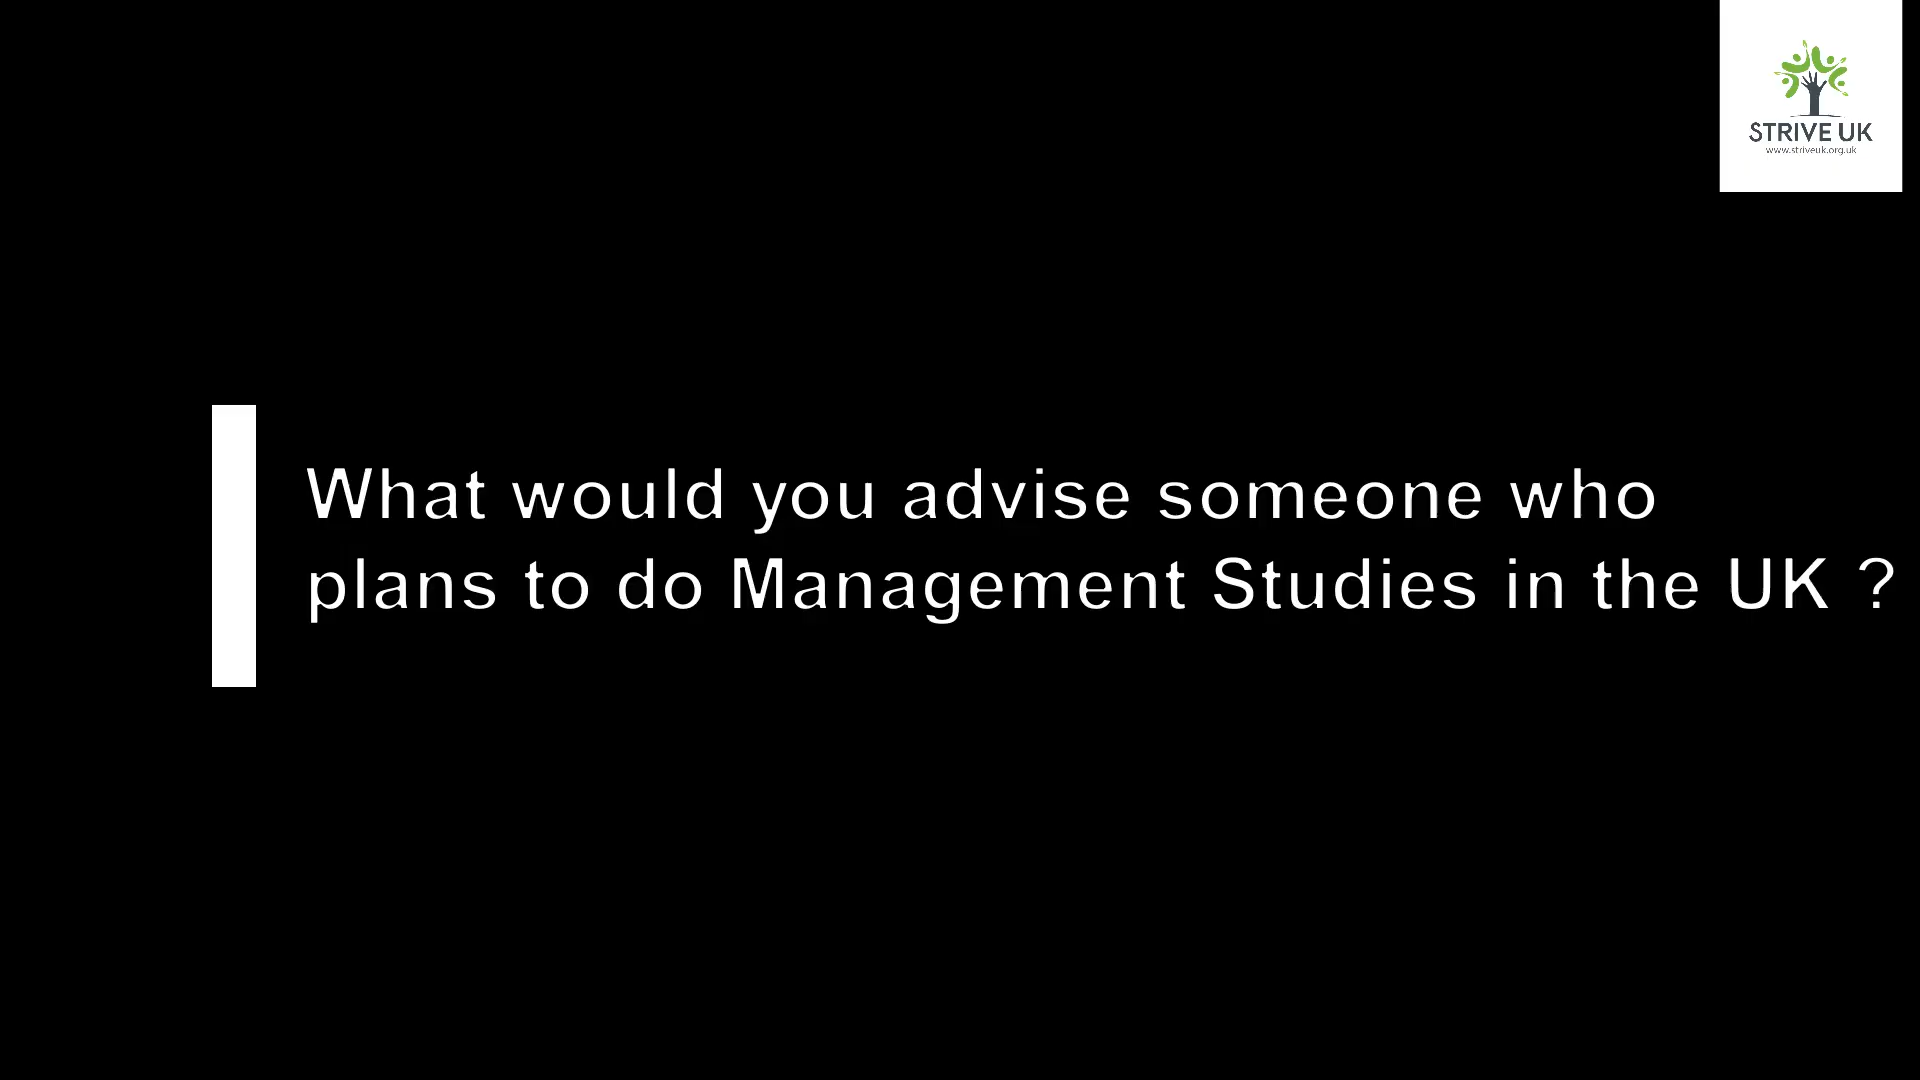 STRIVE UK
www.striveuk.org.uk
What would you advise someone who
plans to do Management Studies in the UK ?